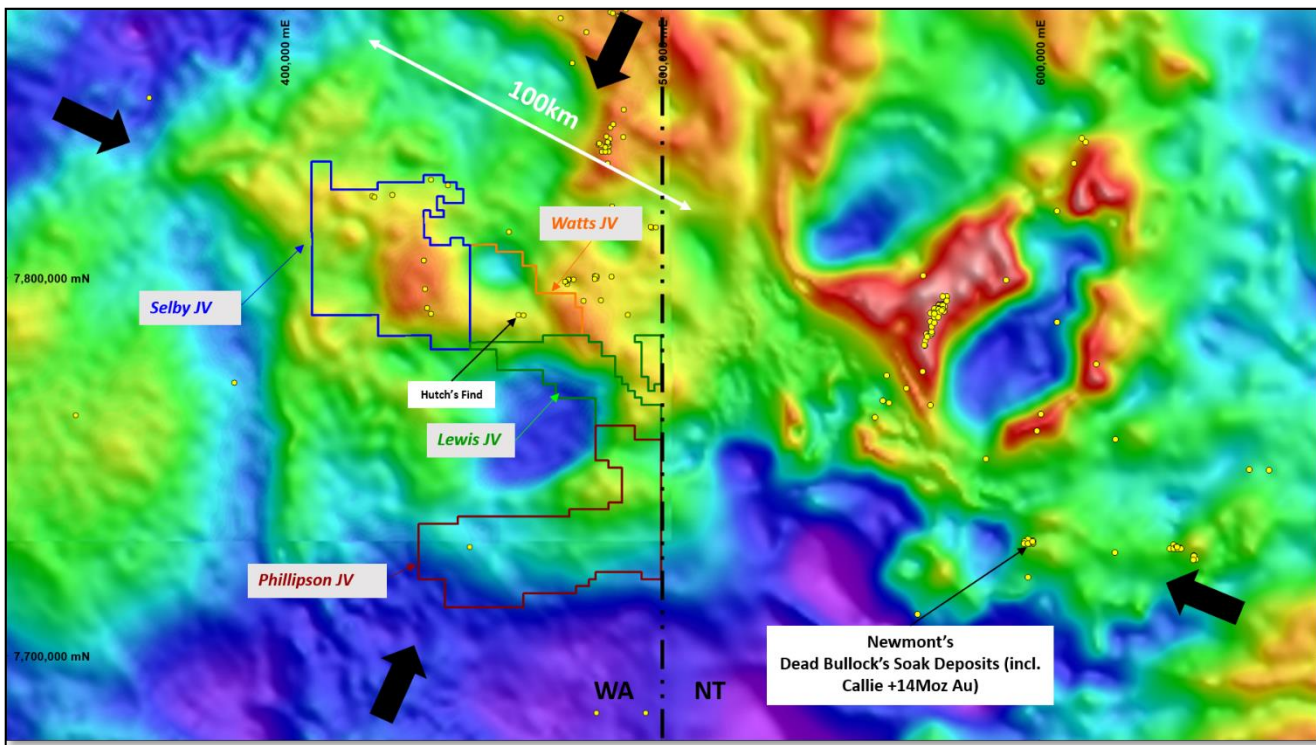 400,000 mE
500,000 mE
600,000 mE
100km
Watts JV
7,800,000 mN
Selby JV
Hutch's Find
Lewis JV
Phillipson JV
Newmont's
Dead Bullock's Soak Deposits (incl.
Callie +14Moz Au)
7,700,000 mN
WA
NT